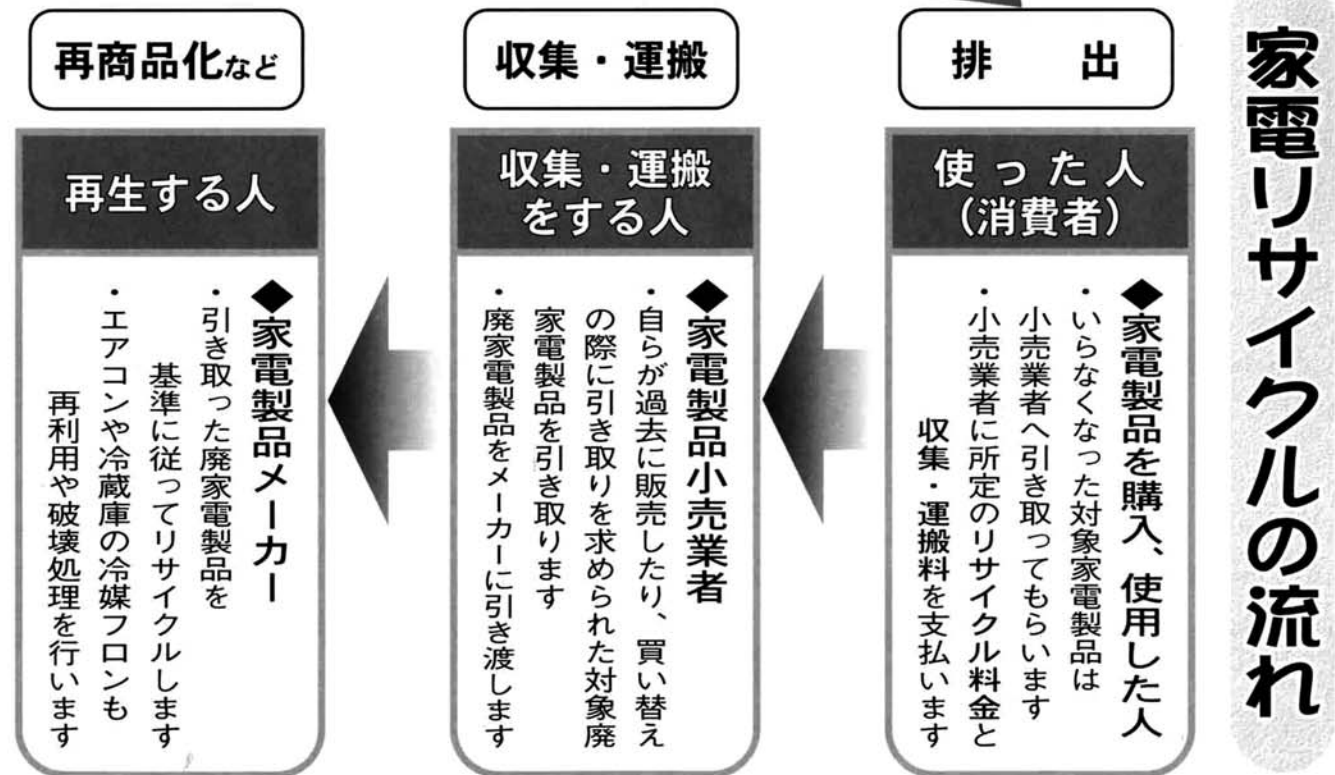 家電リサイクルの流れ
排　出
使った人
（消費者）
◆家電製品を購入、使用した人
・いらなくなった対象家電製品は
小売業者へ引き取ってもらいます
・小売業者に所定のリサイクル料金と
収集・運搬料を支払います
収集・運搬
収集・運搬
をする人
◆家電製品小売業者
・自らが過去に販売したり、買い替え
の際に引き取りを求められた対象廃
家電製品を引き取ります
・廃家電製品をメーカーに引き渡します
再商品化など
再生する人
◆家電製品メーカー
・引き取った廃家電製品を
基準に従ってリサイクルします
・エアコンや冷蔵庫の冷媒フロンも
再利用や破壊処理を行います